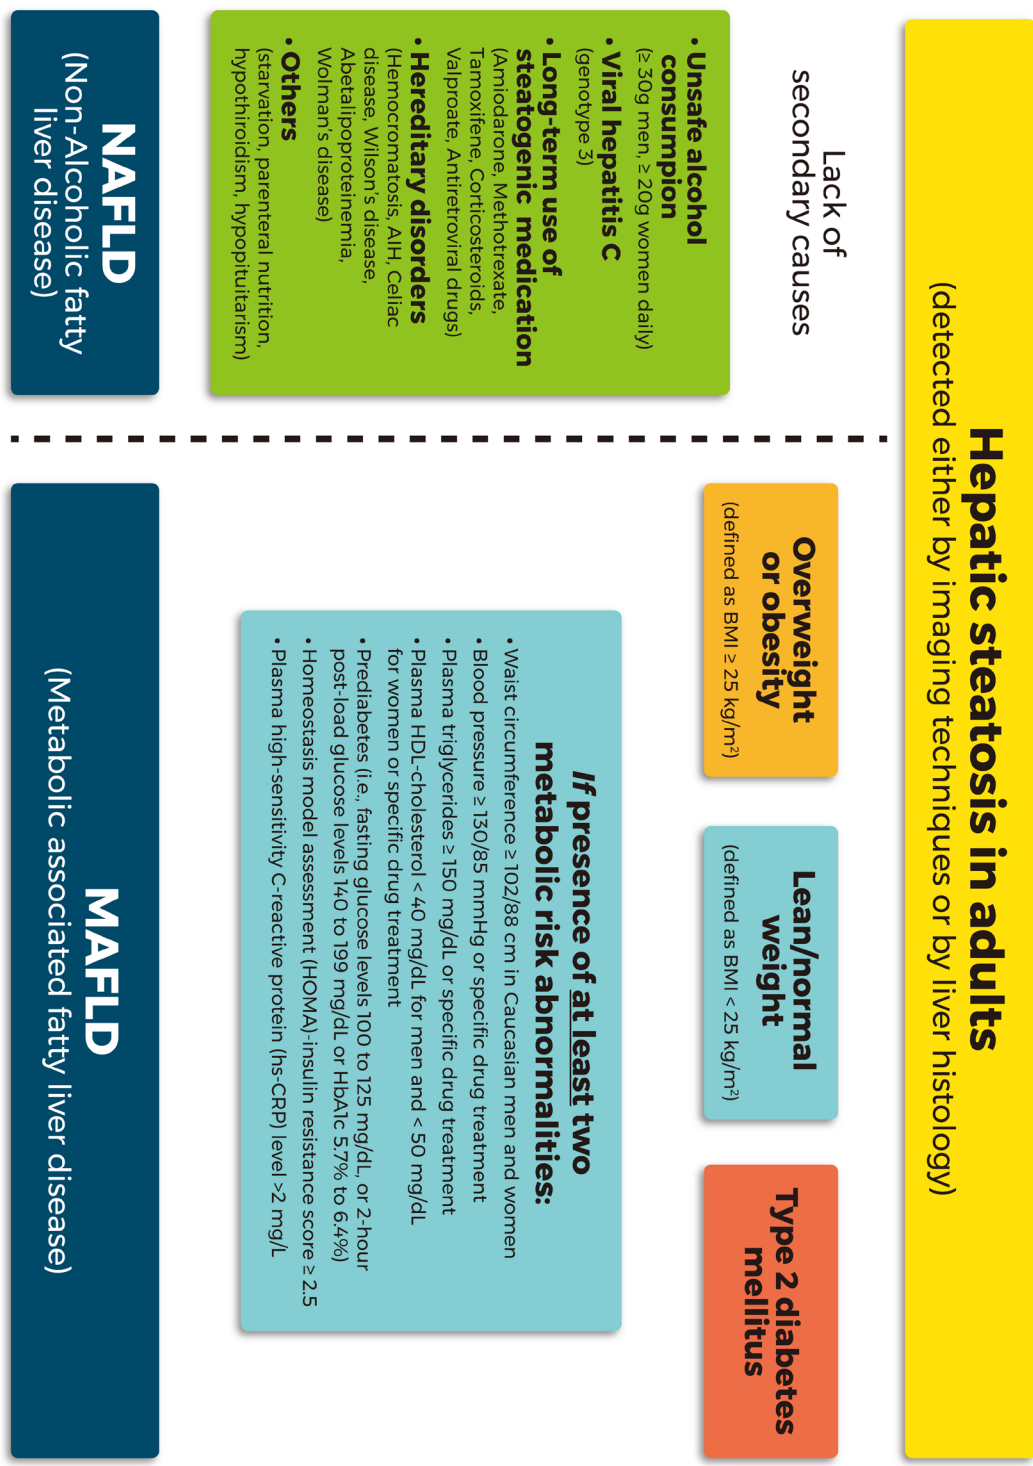 Hepatic steatosis in adults
(detected either by imaging techniques or by liver histology)
Lack of
secondary causes
• Unsafe alcohol
consumpion
(≥ 30g men, ≥ 20g women daily)
• Viral hepatitis C
(genotype 3)
• Long-term use of
steatogenic medication
(Amiodarone, Methotrexate,
Tamoxifene, Corticosteroids,
Valproate, Antiretroviral drugs)
• Hereditary disorders
(Hemocromatosis, AIH, Celiac
disease, Wilson's disease,
Abetalipoproteinemia,
Wolman's disease)
• Others
(starvation, parenteral nutrition,
hypothiroidism, hypopituitarism)
NAFLD
(Non-Alcoholic fatty
liver disease)
Overweight
or obesity
(defined as BMI ≥ 25 kg/m²)
Lean/normal
weight
(defined as BMI < 25 kg/m²)
Type 2 diabetes
mellitus
If presence of at least two
metabolic risk abnormalities:
• Waist circumference ≥ 102/88 cm in Caucasian men and women
• Blood pressure ≥ 130/85 mmHg or specific drug treatment
• Plasma triglycerides ≥ 150 mg/dL or specific drug treatment
• Plasma HDL-cholesterol < 40 mg/dL for men and < 50 mg/dL
for women or specific drug treatment
• Prediabetes (i.e., fasting glucose levels 100 to 125 mg/dL, or 2-hour
post-load glucose levels 140 to 199 mg/dL or HbA1c 5.7% to 6.4%)
• Homeostasis model assessment (HOMA)-insulin resistance score ≥ 2.5
• Plasma high-sensitivity C-reactive protein (hs-CRP) level >2 mg/L
MAFLD
(Metabolic associated fatty liver disease)